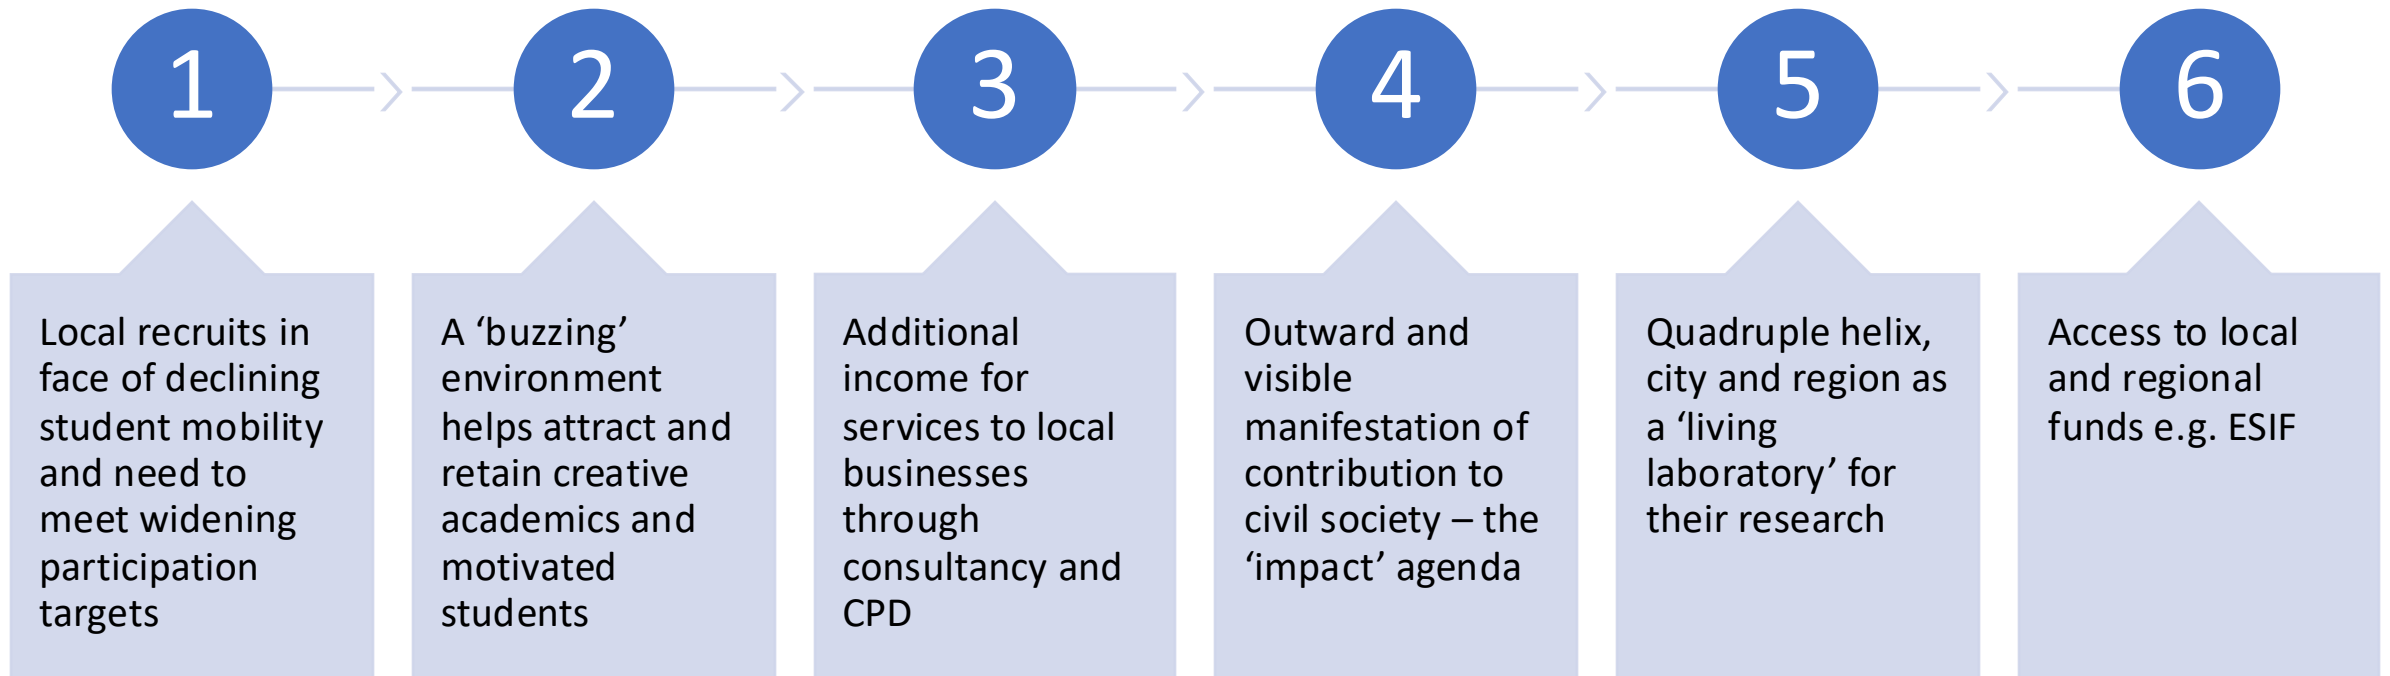 1
2
3
4
5
6
Local recruits in
face of declining
student mobility
and need to
meet widening
participation
targets
A ‘buzzing’
environment
helps attract and
retain creative
academics and
motivated
students
Additional
income for
services to local
businesses
through
consultancy and
CPD
Outward and
visible
manifestation of
contribution to
civil society – the
‘impact’ agenda
Quadruple helix,
city and region as
a ‘living
laboratory’ for
their research
Access to local
and regional
funds e.g. ESIF